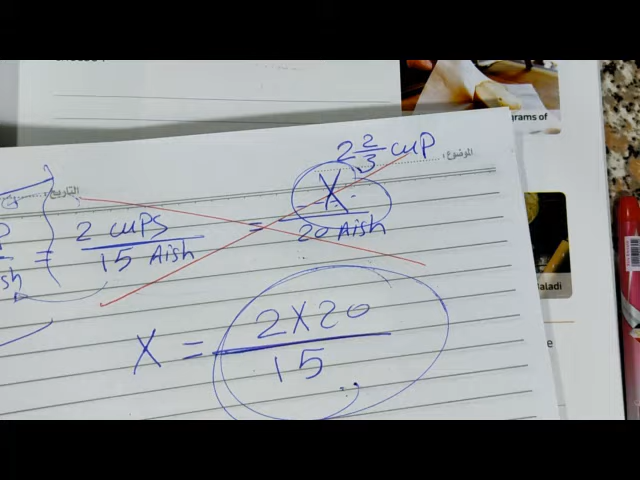 grams of
2 2/3 cup
الموضوع:
التاريخ:
2 cups = X
15 Aish 20 Aish
X = 2X20
15
aladi